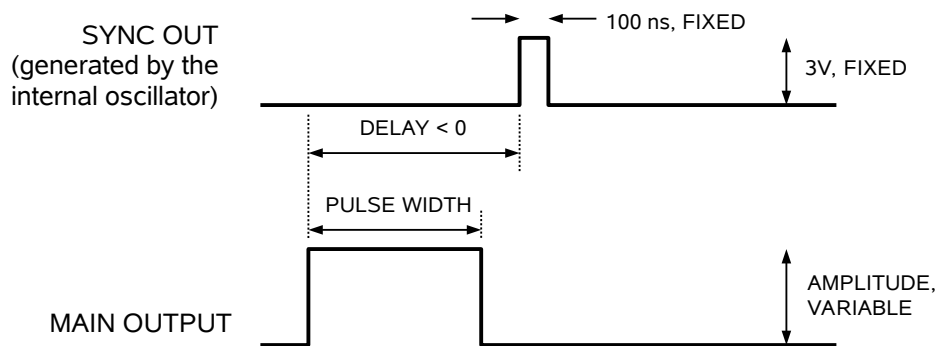 100 ns, FIXED
SYNC OUT
(generated by the
internal oscillator)
3V, FIXED
DELAY < 0
PULSE WIDTH
AMPLITUDE,
VARIABLE
MAIN OUTPUT